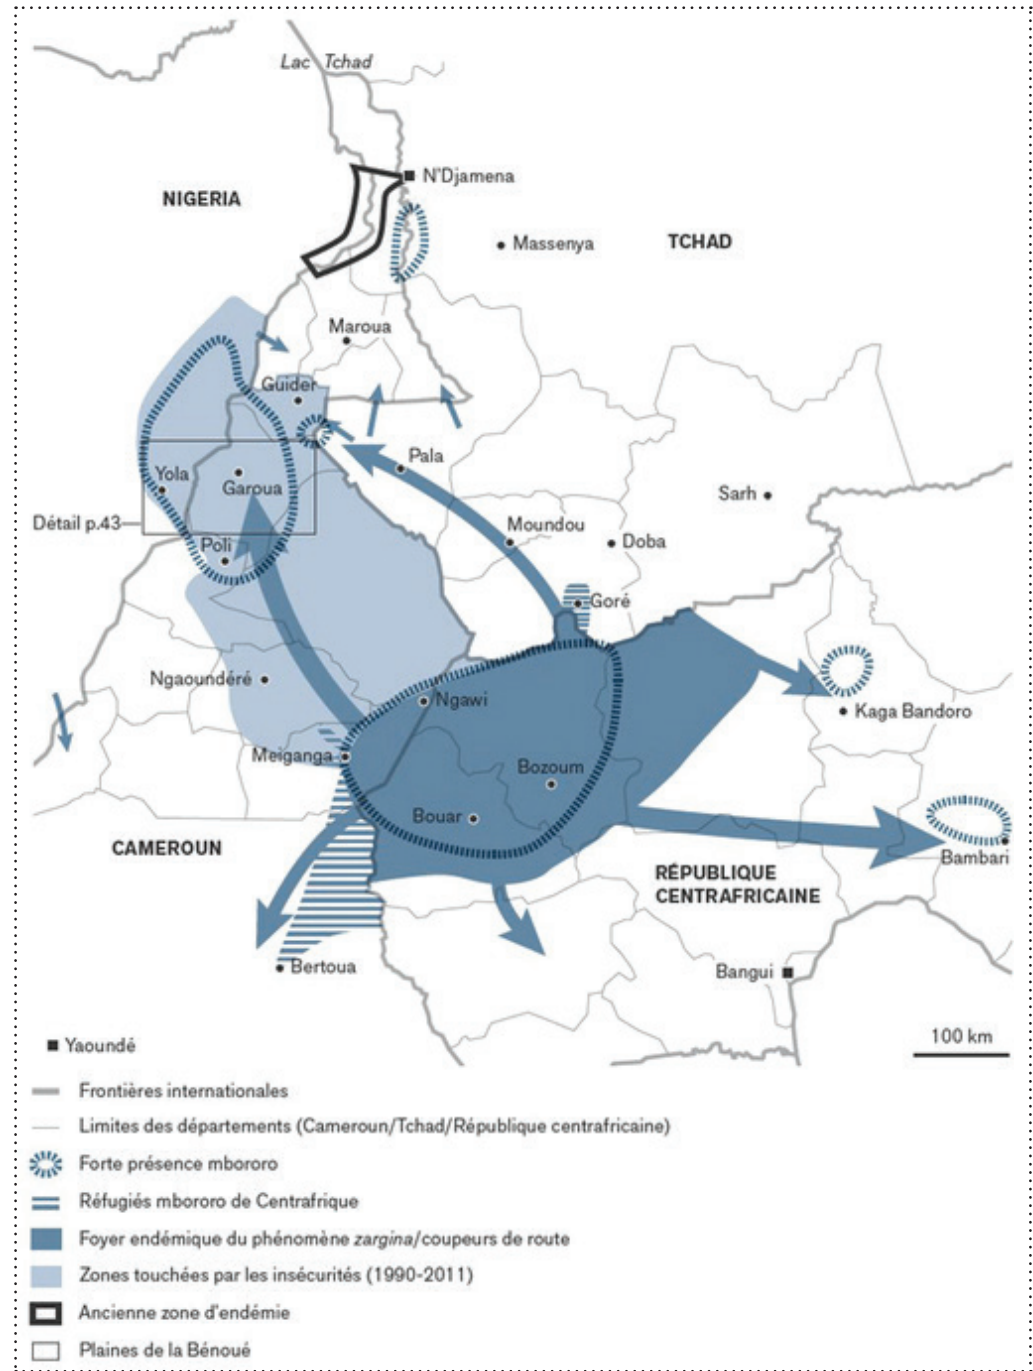 Lac Tchad
N'Djamena
NIGERIA
Massenya
TCHAD
Maroua
Guider
Pala
Yola
Garoua
Sarh
Détail p.43
Moundou
Doba
Poli
Goré
Ngaoundéré
Ngawi
Kaga Bandoro
Meiganga
Bozoum
Bouar
CAMEROUN
Bambari
RÉPUBLIQUE
CENTRAFRICAINE
Bertoua
Bangui
100 km
Yaoundé
Frontières internationales
Limites des départements (Cameroun/Tchad/République centrafricaine)
Forte présence mbororo
Réfugiés mbororo de Centrafrique
Foyer endémique du phénomène zargina/coupeurs de route
Zones touchées par les insécurités (1990-2011)
Ancienne zone d'endémie
Plaines de la Bénoué